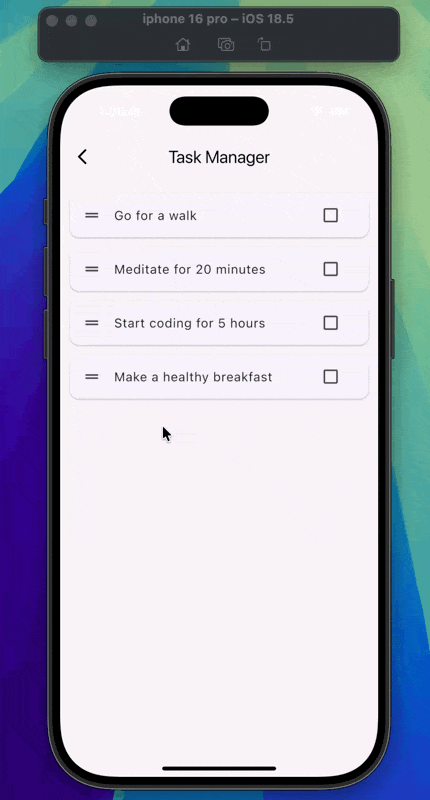 iphone 16 pro – iOS 18.5
Task Manager
Go for a walk
Meditate for 20 minutes
Start coding for 5 hours
Make a healthy breakfast